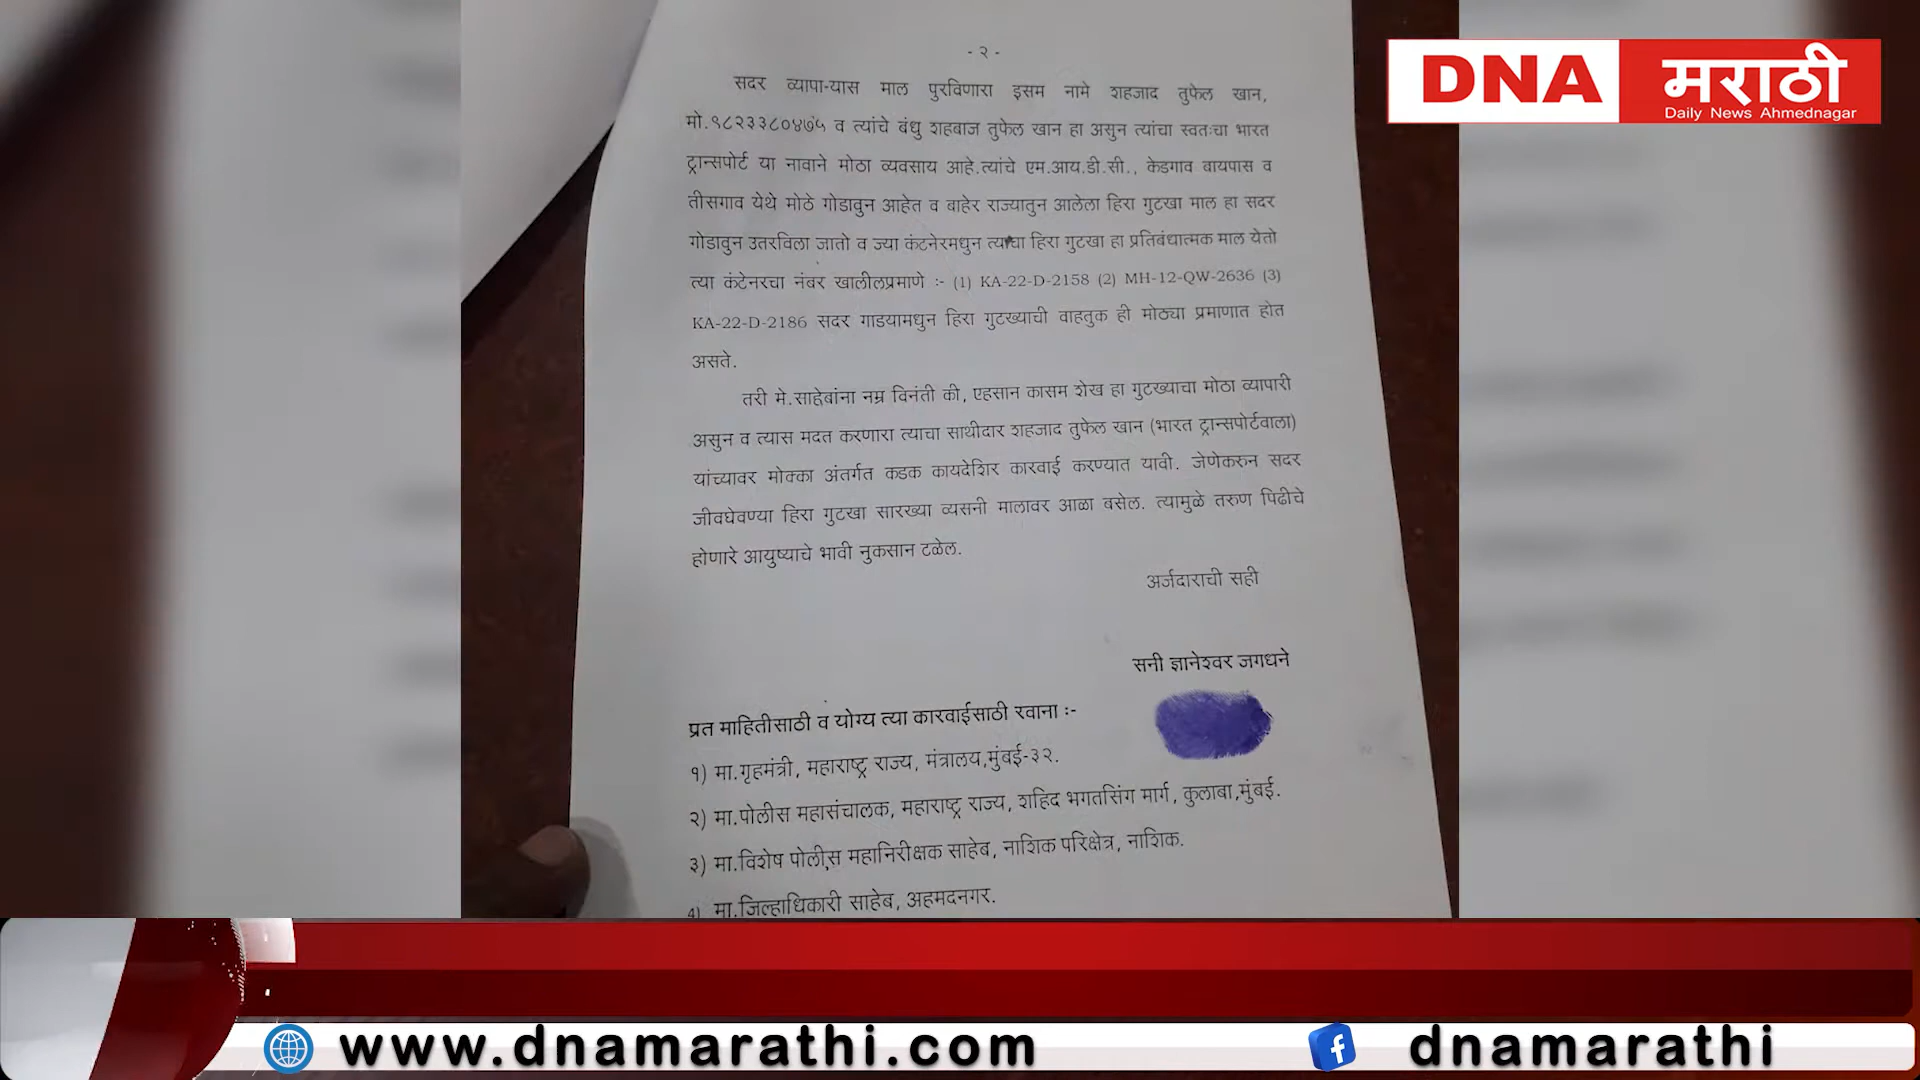 DNA मराठी
Daily News Ahmednagar
- २ -
सदर व्यापा-यास माल पुरविणारा इसम नामे शहजाद तुफेल खान,
मो.९८२३३८०४७५ व त्यांचे बंधु शहबाज तुफेल खान हा असुन त्यांचा स्वतःचा भारत
ट्रान्सपोर्ट या नावाने मोठा व्यवसाय आहे.त्यांचे एम.आय.डी.सी., केडगाव बायपास व
तीसगाव येथे मोठे गोडावुन आहेत व बाहेर राज्यातुन आलेला हिरा गुटखा माल हा सदर
गोडावुन उतरविला जातो व ज्या कंटनेरमधुन त्याचा हिरा गुटखा हा प्रतिबंधात्मक माल येतो
त्या कंटेनरचा नंबर खालीलप्रमाणे :- (1) KA-22-D-2158 (2) MH-12-QW-2636 (3)
KA-22-D-2186 सदर गाडयामधुन हिरा गुटख्याची वाहतुक ही मोठ्या प्रमाणात होत
असते.
तरी मे.साहेबांना नम्र विनंती की, एहसान कासम शेख हा गुटख्याचा मोठा व्यापारी
असुन व त्यास मदत करणारा त्याचा साथीदार शहजाद तुफेल खान (भारत ट्रान्सपोर्टवाला)
यांच्यावर मोक्का अंतर्गत कडक कायदेशिर कारवाई करण्यात यावी. जेणेकरुन सदर
जीवघेवण्या हिरा गुटखा सारख्या व्यसनी मालावर आळा बसेल. त्यामुळे तरुण पिढीचे
होणारे आयुष्याचे भावी नुकसान टळेल.
अर्जदाराची सही
सनी ज्ञानेश्वर जगधने
प्रत माहितीसाठी व योग्य त्या कारवाईसाठी रवाना :-
१) मा.गृहमंत्री, महाराष्ट्र राज्य, मंत्रालय,मुंबई-३२.
२) मा.पोलीस महासंचालक, महाराष्ट्र राज्य, शहिद भगतसिंग मार्ग, कुलाबा,मुंबई.
३) मा.विशेष पोलीस महानिरीक्षक साहेब, नाशिक परिक्षेत्र, नाशिक.
4) मा.जिल्हाधिकारी साहेब, अहमदनगर.
www.dnamarathi.com
dnamarathi